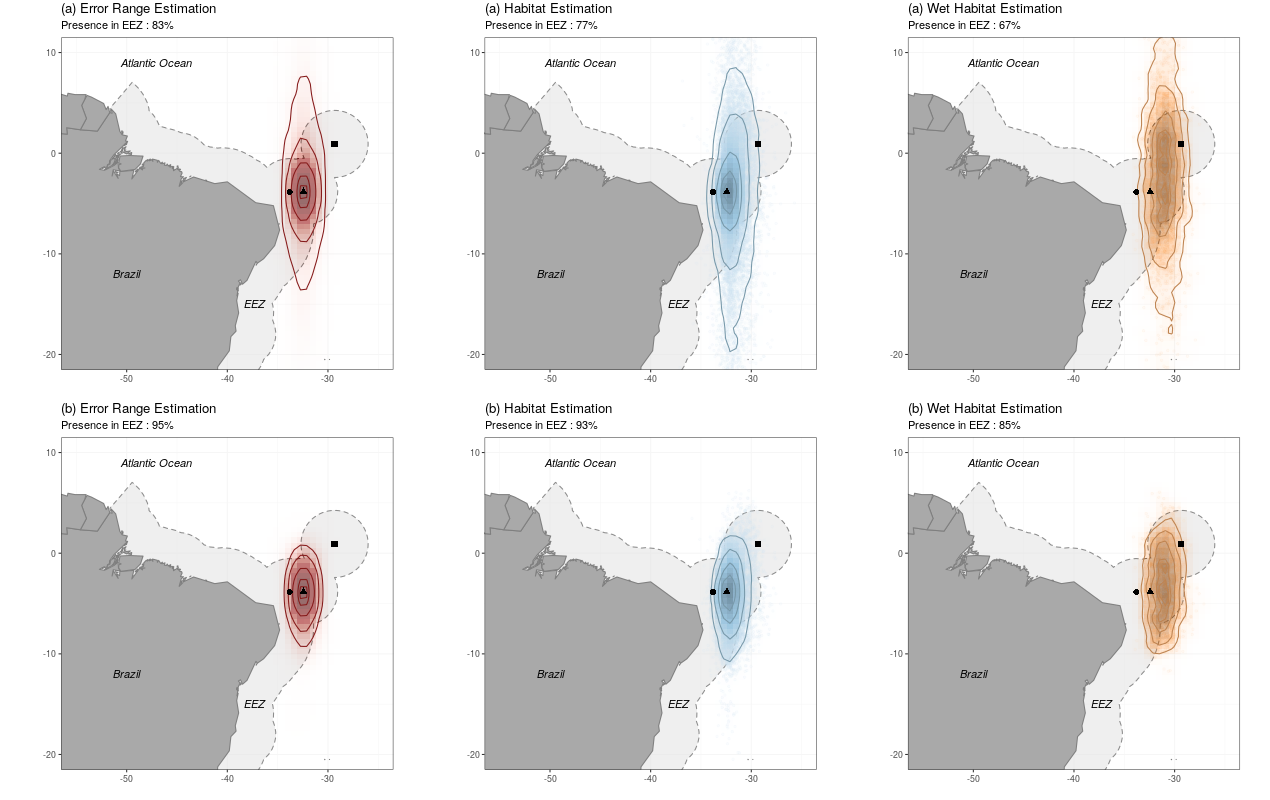 (a) Error Range Estimation
Presence in EEZ : 83%
10
0
-10
-20
-50
-40
-30
Atlantic Ocean
Brazil
EEZ
(a) Habitat Estimation
Presence in EEZ : 77%
10
0
-10
-20
-50
-40
-30
Atlantic Ocean
Brazil
EEZ
(a) Wet Habitat Estimation
Presence in EEZ : 67%
10
0
-10
-20
-50
-40
-30
Atlantic Ocean
Brazil
EEZ
(b) Error Range Estimation
Presence in EEZ : 95%
10
0
-10
-20
-50
-40
-30
Atlantic Ocean
Brazil
EEZ
(b) Habitat Estimation
Presence in EEZ : 93%
10
0
-10
-20
-50
-40
-30
Atlantic Ocean
Brazil
EEZ
(b) Wet Habitat Estimation
Presence in EEZ : 85%
10
0
-10
-20
-50
-40
-30
Atlantic Ocean
Brazil
EEZ